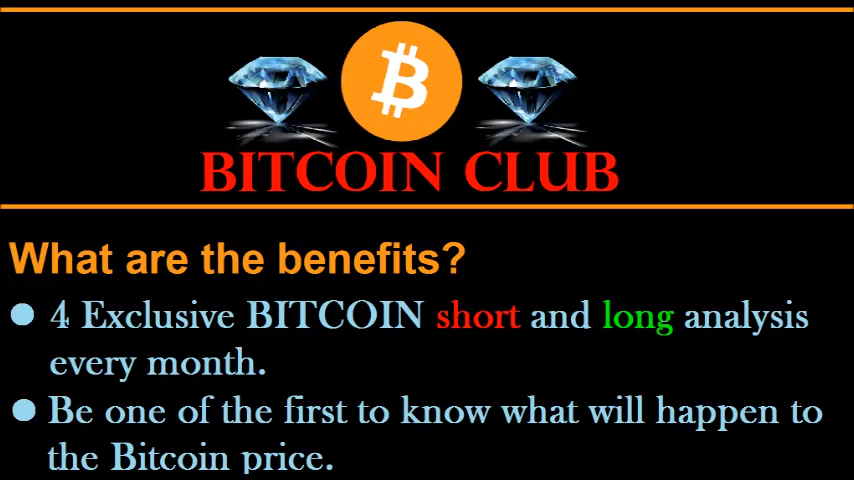 BITCOIN CLUB
What are the benefits?
● 4 Exclusive BITCOIN short and long analysis
every month.
● Be one of the first to know what will happen to
the Bitcoin price.